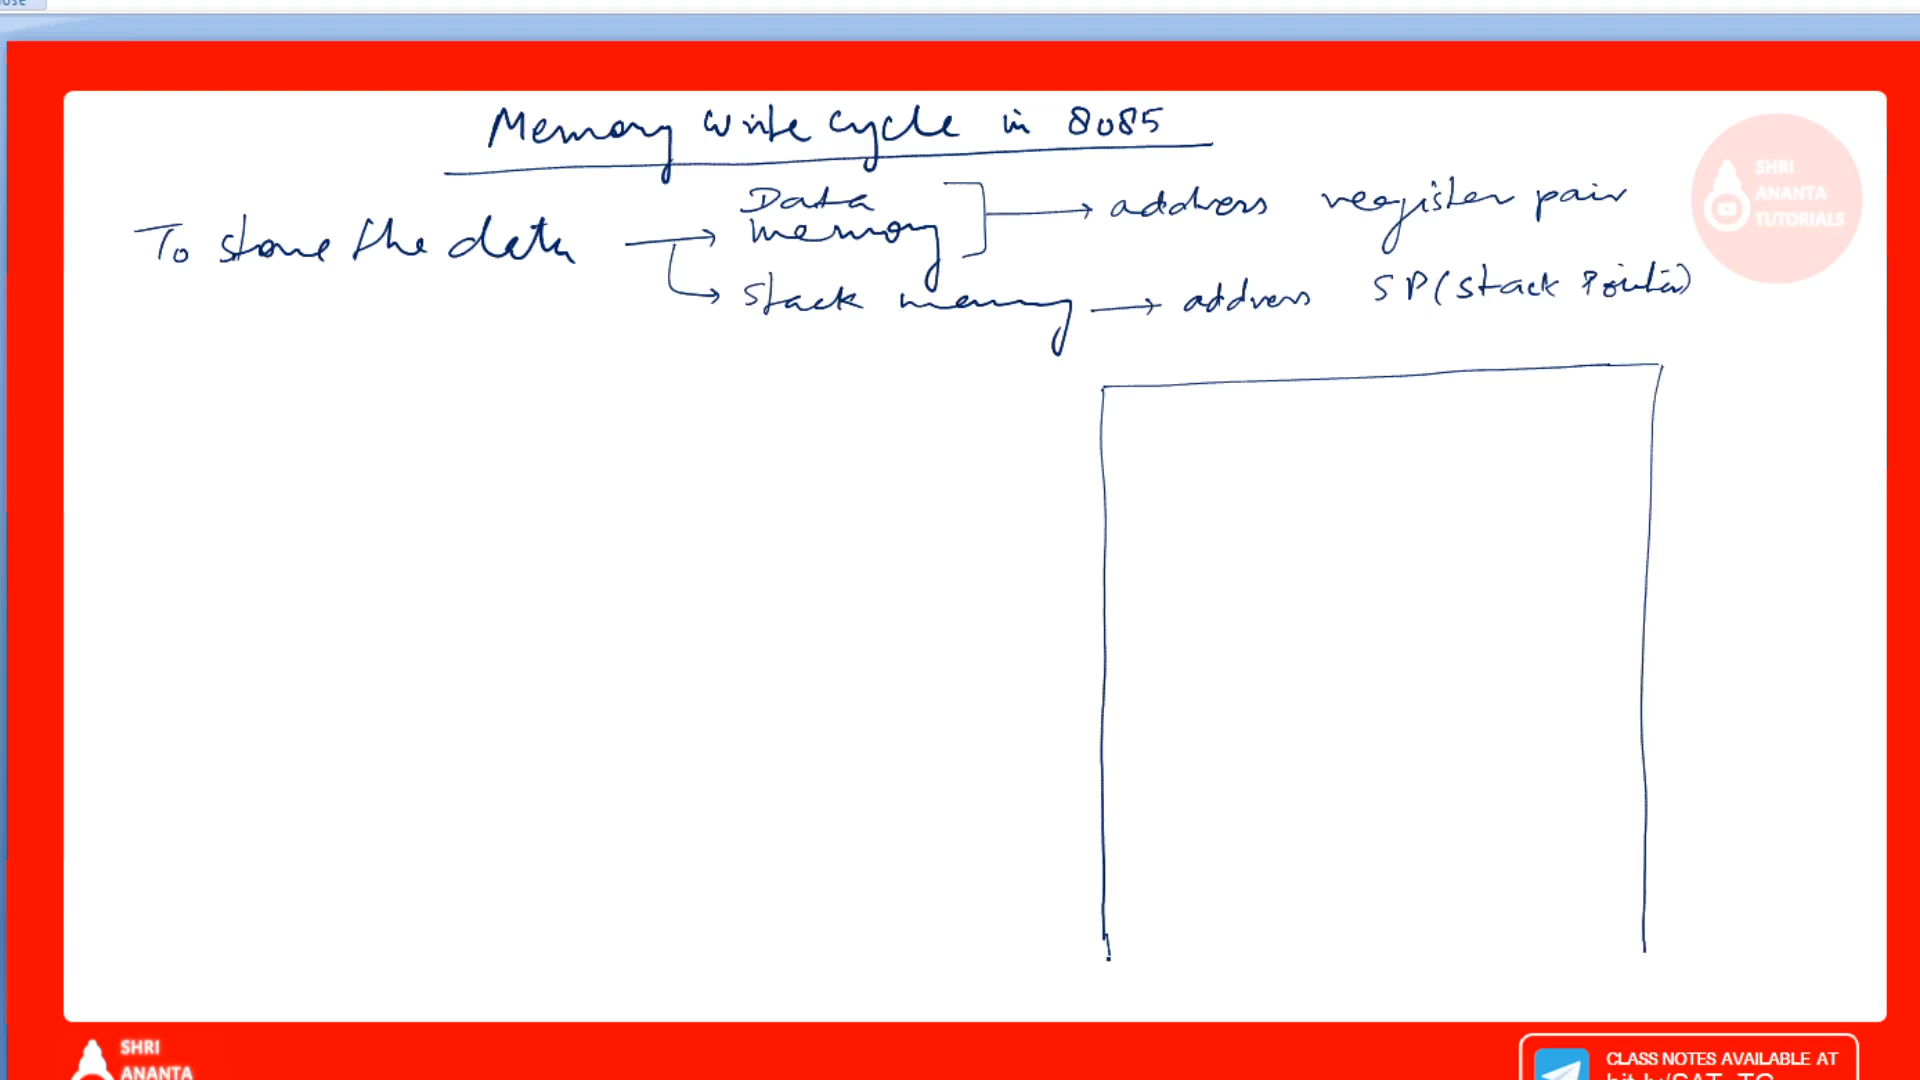 ose
Memory write cycle in 8085
To store the data → Data memory → address register pair
→ Stack memory → address SP (Stack Pointer)
SHRI
ANANTA
TUTORIALS
SHRI
ANANTA
CLASS NOTES AVAILABLE AT